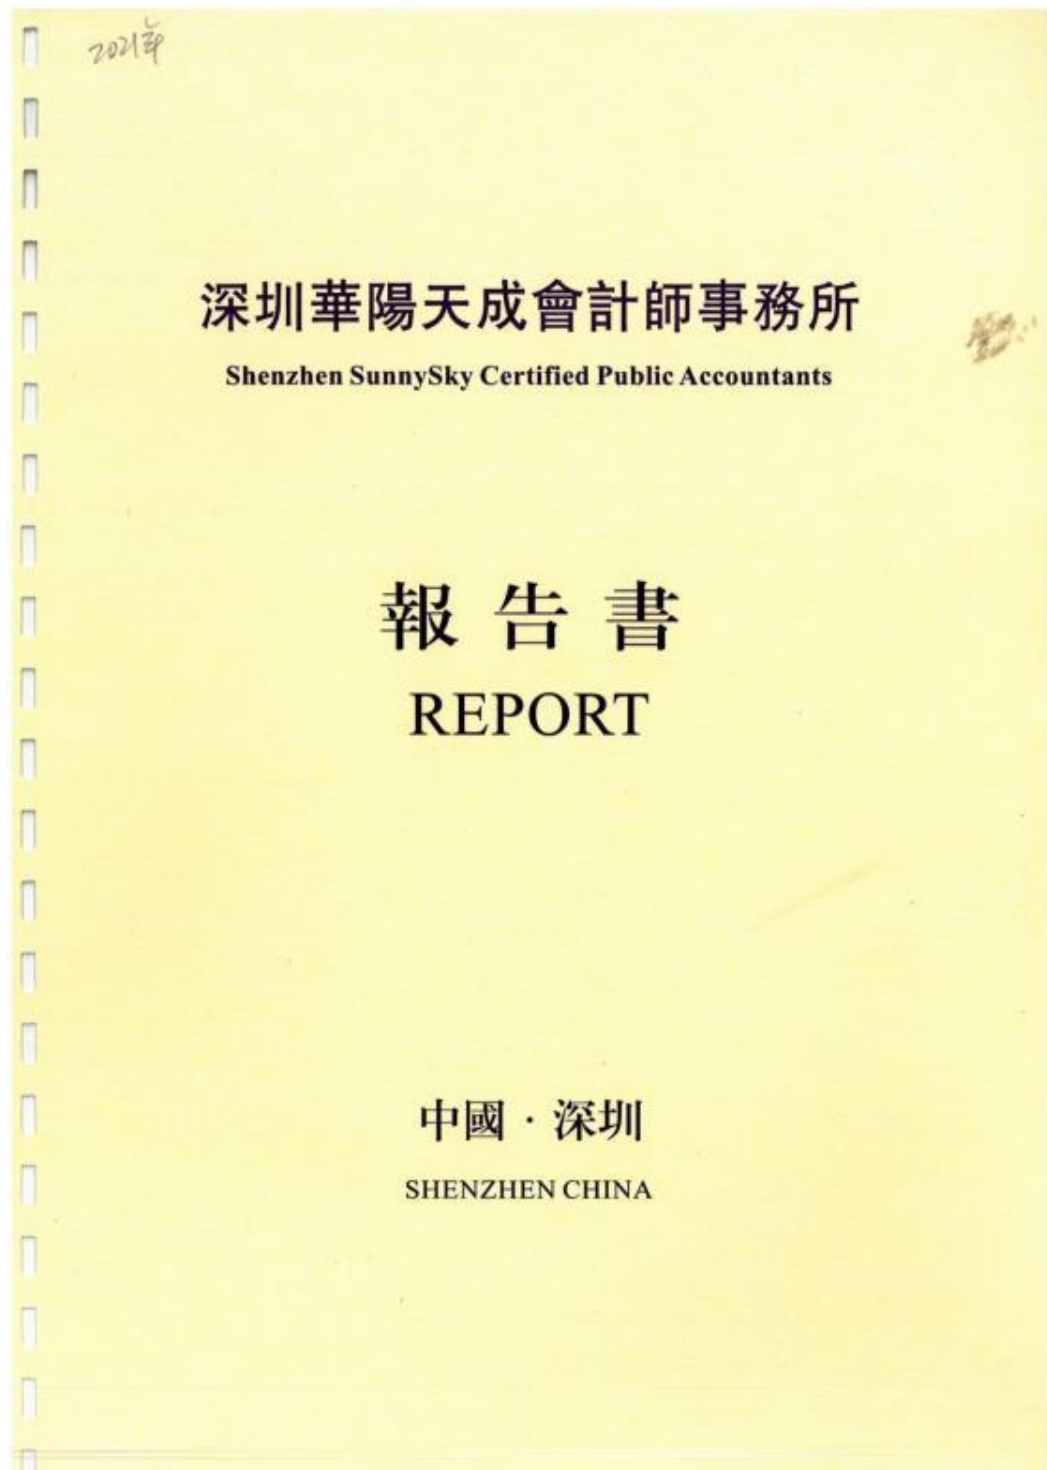 2021年
深圳華陽天成會計師事務所
Shenzhen SunnySky Certified Public Accountants
報告書
REPORT
中國·深圳
SHENZHEN CHINA